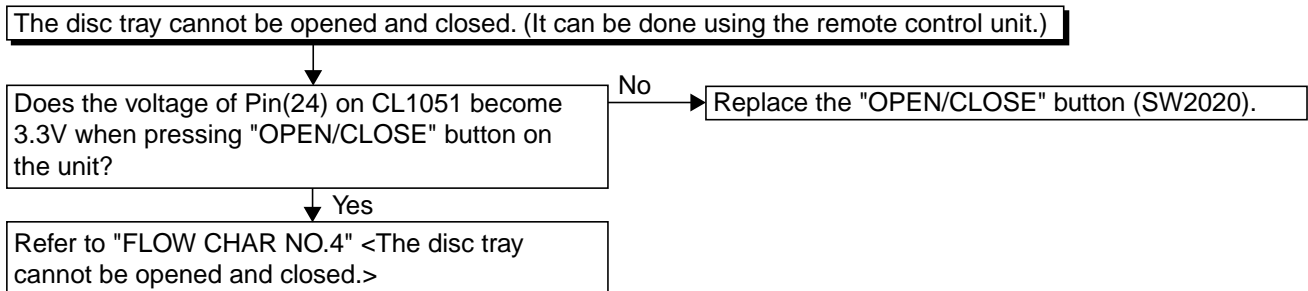 The disc tray cannot be opened and closed. (It can be done using the remote control unit.)
Does the voltage of Pin(24) on CL1051 become
3.3V when pressing "OPEN/CLOSE" button on
the unit?
No
Replace the "OPEN/CLOSE" button (SW2020).
Yes
Refer to "FLOW CHAR NO.4" <The disc tray
cannot be opened and closed.>